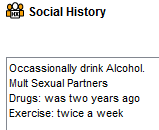 Social History
Occassionally drink Alcohol.
Mult Sexual Partners
Drugs: was two years ago
Exercise: twice a week